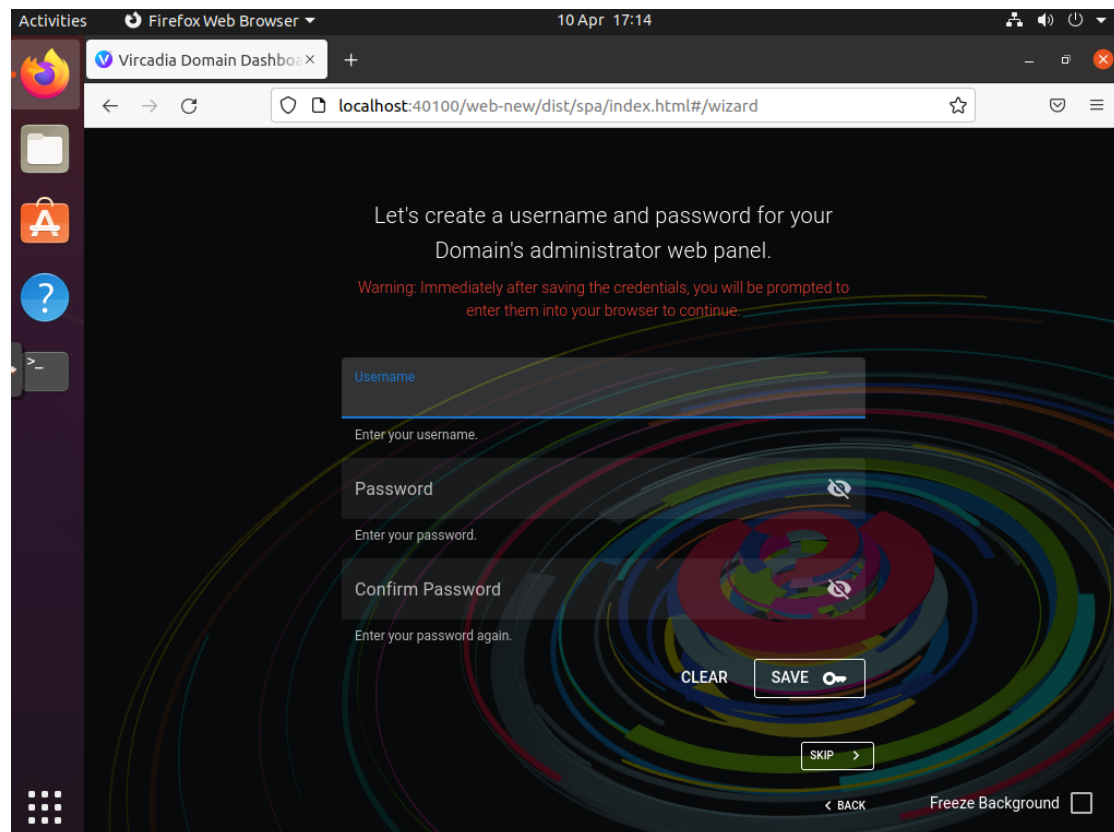 Activities
Firefox Web Browser
10 Apr 17:14
Vircadia Domain Dashboa
localhost:40100/web-new/dist/spa/index.html#/wizard
Let's create a username and password for your
Domain's administrator web panel.
Warning: Immediately after saving the credentials, you will be prompted to
enter them into your browser to continue.
Username
Enter your username.
Password
Enter your password.
Confirm Password
Enter your password again.
CLEAR
SAVE
SKIP
BACK
Freeze Background